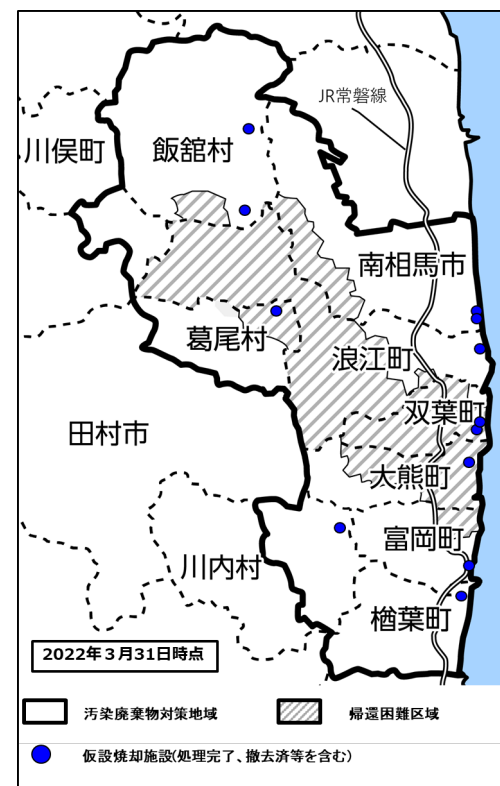 JR常磐線
川俣町
飯舘村
南相馬市
葛尾村
浪江町
双葉町
田村市
大熊町
富岡町
川内村
楢葉町
2022年3月31日時点
汚染廃棄物対策地域
帰還困難区域
仮設焼却施設(処理完了、撤去済等を含む)